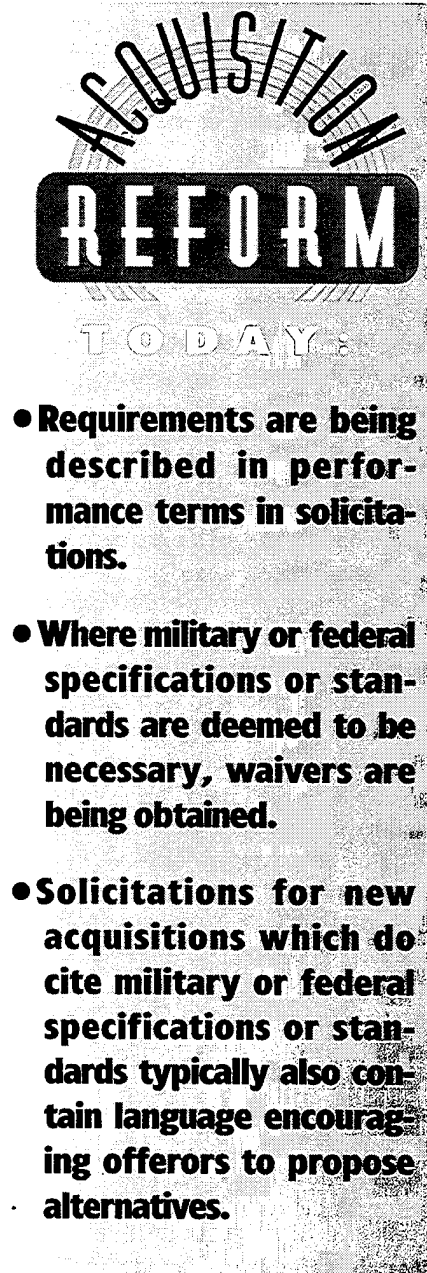 ACQUISITION
REFORM
TODAY:
• Requirements are being
described in perfor-
mance terms in solicita-
tions.
• Where military or federal
specifications or stan-
dards are deemed to be
necessary, waivers are
being obtained.
• Solicitations for new
acquisitions which do
cite military or federal
specifications or stan-
dards typically also con-
tain language encourag-
ing offerors to propose
alternatives.